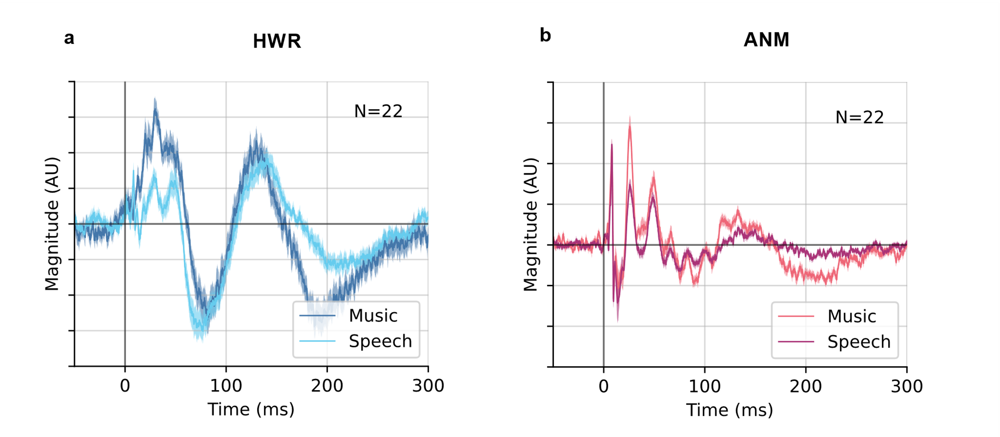 a
HWR
N=22
Magnitude (AU)
Music
Speech
0
100
200
300
Time (ms)
b
ANM
N=22
Magnitude (AU)
Music
Speech
0
100
200
300
Time (ms)